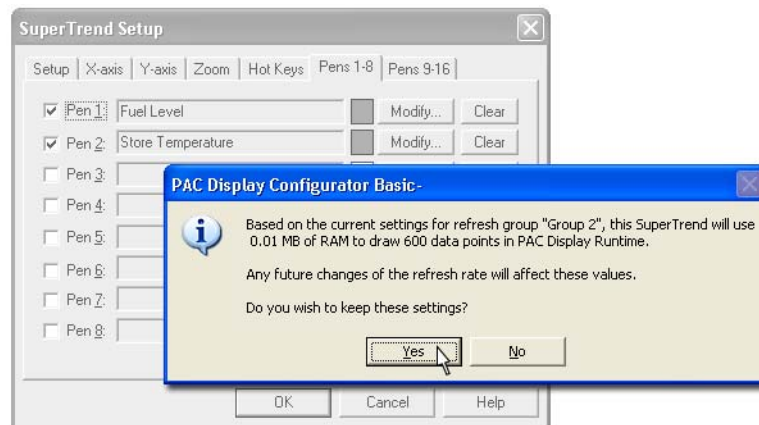 SuperTrend Setup
Setup X-axis Y-axis Zoom Hot Keys Pens 1-8 Pens 9-16
Pen 1: Fuel Level Modify... Clear
Pen 2: Store Temperature Modify... Clear
Pen 3:
Pen 4:
Pen 5:
Pen 6:
Pen 7:
Pen 8:
PAC Display Configurator Basic-
Based on the current settings for refresh group "Group 2", this SuperTrend will use
0.01 MB of RAM to draw 600 data points in PAC Display Runtime.
Any future changes of the refresh rate will affect these values.
Do you wish to keep these settings?
Yes No
OK Cancel Help